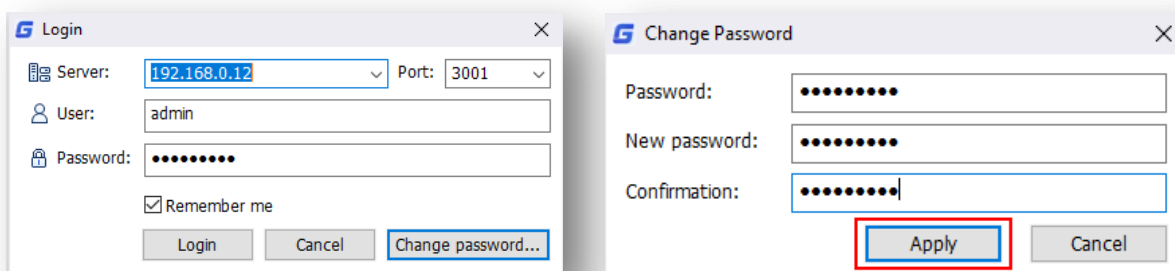 Login
Server: 192.168.0.12 Port: 3001
User: admin
Password: •••••••••
Remember me
Login Cancel Change password...
Change Password
Password: •••••••••
New password: •••••••••
Confirmation: •••••••••
Apply Cancel